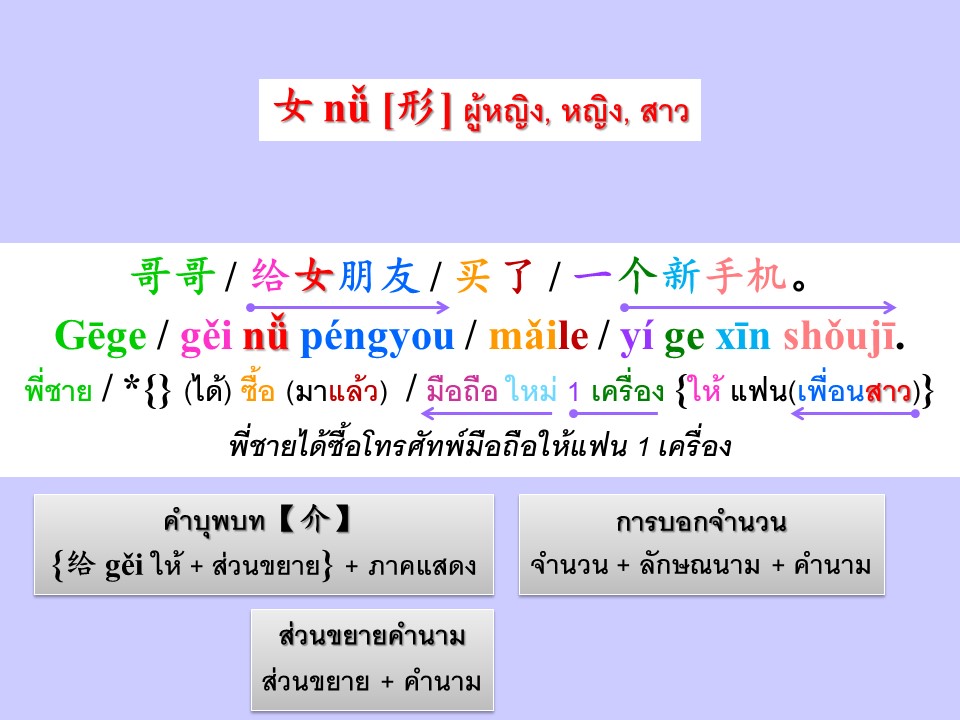 女 nǚ [形] ผู้หญิง, หญิง, สาว
哥哥 / 给女朋友 / 买了 / 一个新手机。
Gēge / gěi nǚ péngyou / mǎile / yí ge xīn shǒujī.
พี่ชาย / *{} (ได้) ซื้อ (มาแล้ว) / มือถือ ใหม่ 1 เครื่อง {ให้ แฟน(เพื่อนสาว)}
พี่ชายได้ซื้อโทรศัทพ์มือถือให้แฟน 1 เครื่อง
คำบุพบท【介】
{给 gěi ให้ + ส่วนขยาย} + ภาคแสดง
การบอกจำนวน
จำนวน + ลักษณนาม + คำนาม
ส่วนขยายคำนาม
ส่วนขยาย + คำนาม